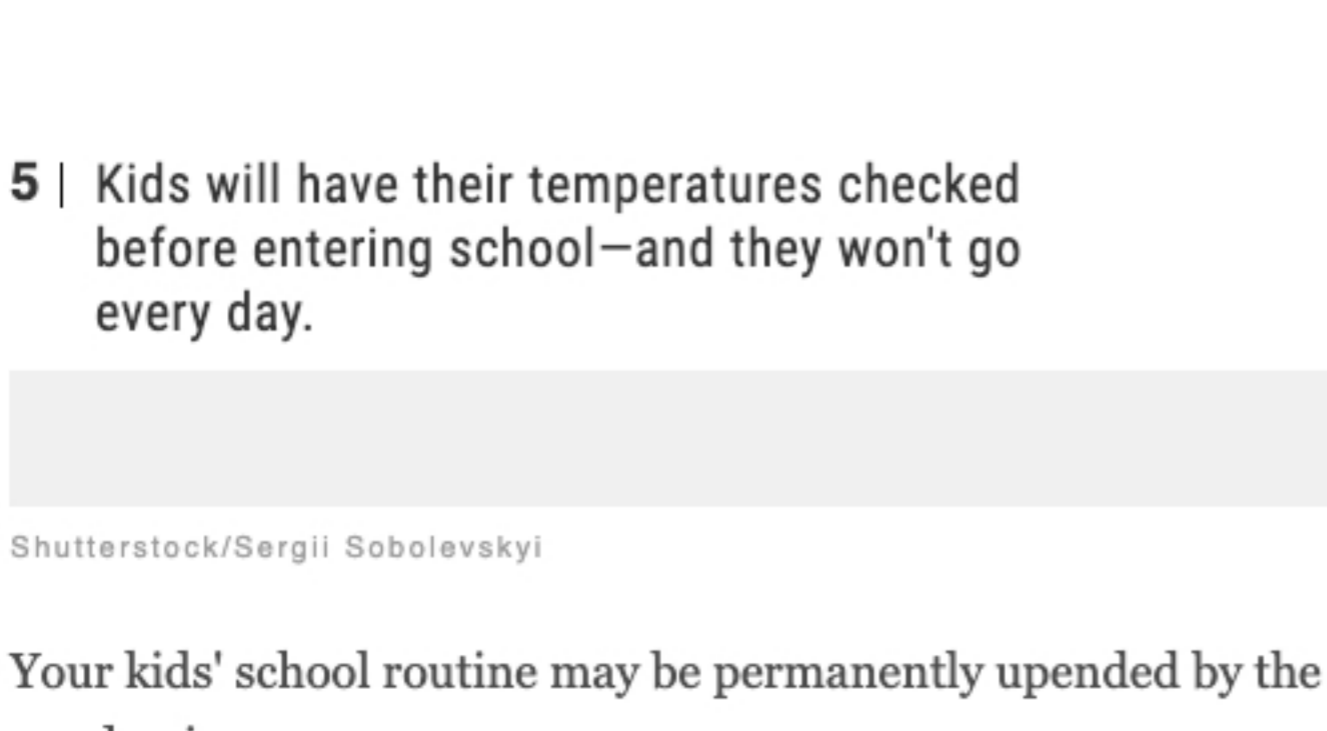 5 | Kids will have their temperatures checked
before entering school—and they won't go
every day.
Shutterstock/Sergii Sobolevskyi
Your kids' school routine may be permanently upended by the